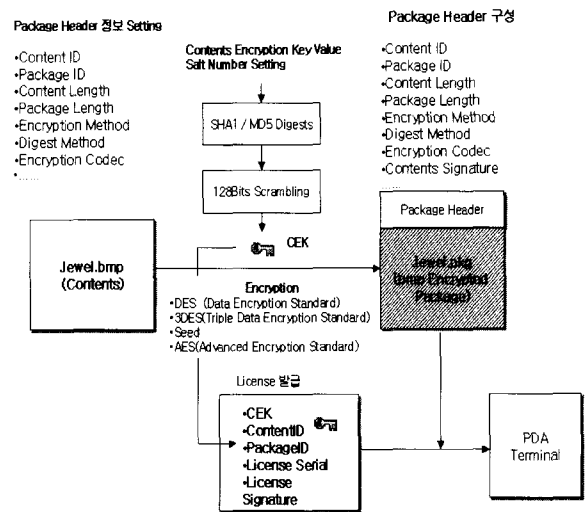 Package Header 정보 Setting
•Content ID
•Package ID
•Content Length
•Package Length
•Encryption Method
•Digest Method
•Encryption Codec
•......
Contents Encryption Key Value
Salt Number Setting
SHA1 / MD5 Digests
128Bits Scrambling
CEK
Package Header 구성
•Content ID
•Package ID
•Content Length
•Package Length
•Encryption Method
•Digest Method
•Encryption Codec
•Contents Signature
......
Package Header
Jewel.bmp
(Contents)
Jewel.pkg
(bmp Encrypted
Package)
Encryption
•DES (Data Encryption Standard)
•3DES(Triple Data Encryption Standard)
•Seed
•AES(Advanced Encryption Standard)
License 발급
•CEK
•ContentID
•PackageID
•License Serial
•License
Signature
PDA
Terminal